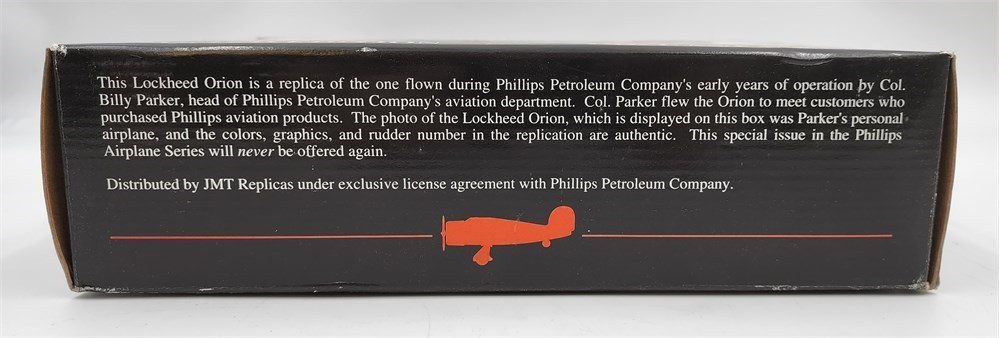 This Lockheed Orion is a replica of the one flown during Phillips Petroleum Company's early years of operation by Col.
Billy Parker, head of Phillips Petroleum Company's aviation department. Col. Parker flew the Orion to meet customers who
purchased Phillips aviation products. The photo of the Lockheed Orion, which is displayed on this box was Parker's personal
airplane, and the colors, graphics, and rudder number in the replication are authentic. This special issue in the Phillips
Airplane Series will never be offered again.
Distributed by JMT Replicas under exclusive license agreement with Phillips Petroleum Company.